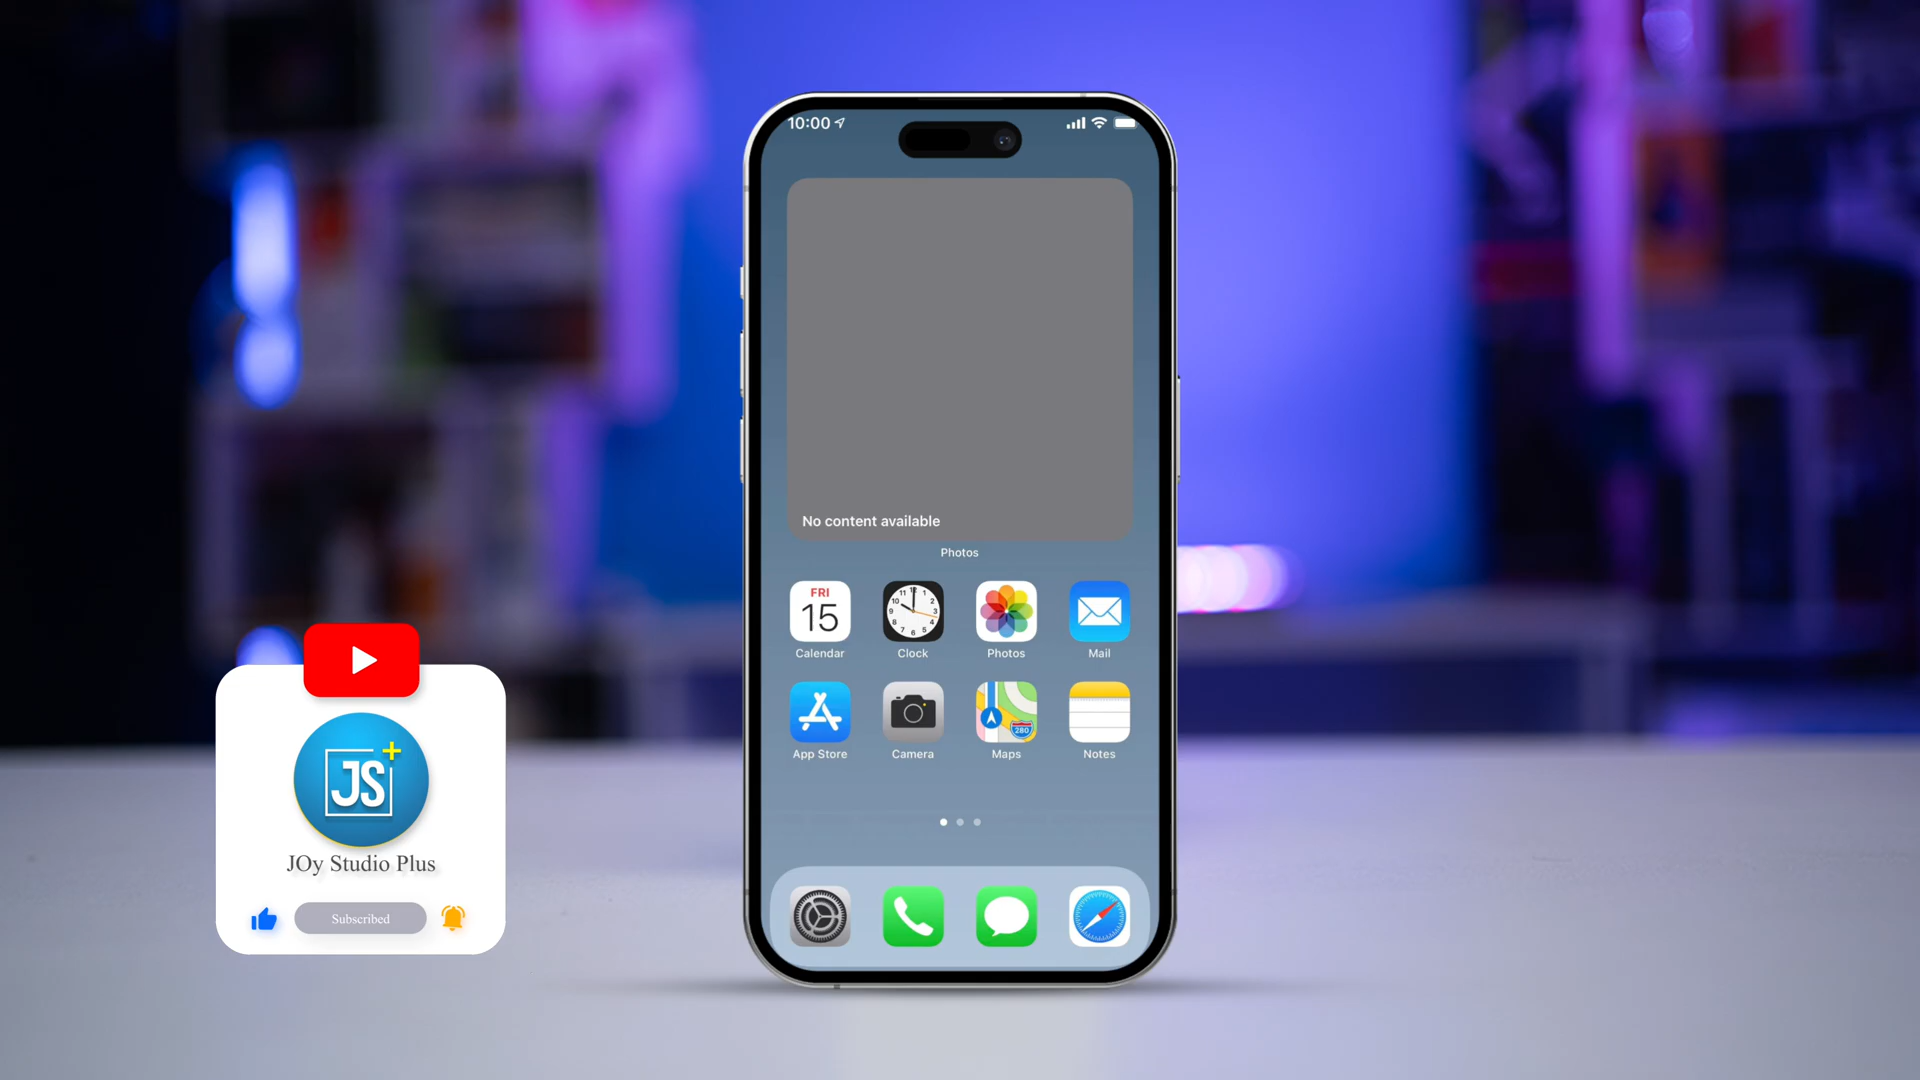 10:00
No content available
Photos
FRI
15
Calendar
Clock
Photos
Mail
280
App Store
Camera
Maps
Notes
JS+
JOy Studio Plus
Subscribed